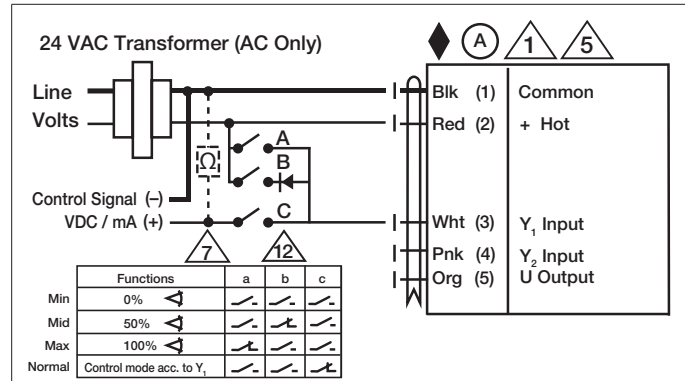 24 VAC Transformer (AC Only)
A 1 5
Line
Volts
Blk (1) Common
Red (2) + Hot
A
B
C
Ω
Control Signal (–)
VDC / mA (+)
Wht (3) Y₁ Input
Pnk (4) Y₂ Input
Org (5) U Output
7 12
Functions a b c
Min 0%
Mid 50%
Max 100%
Normal Control mode acc. to Y₁